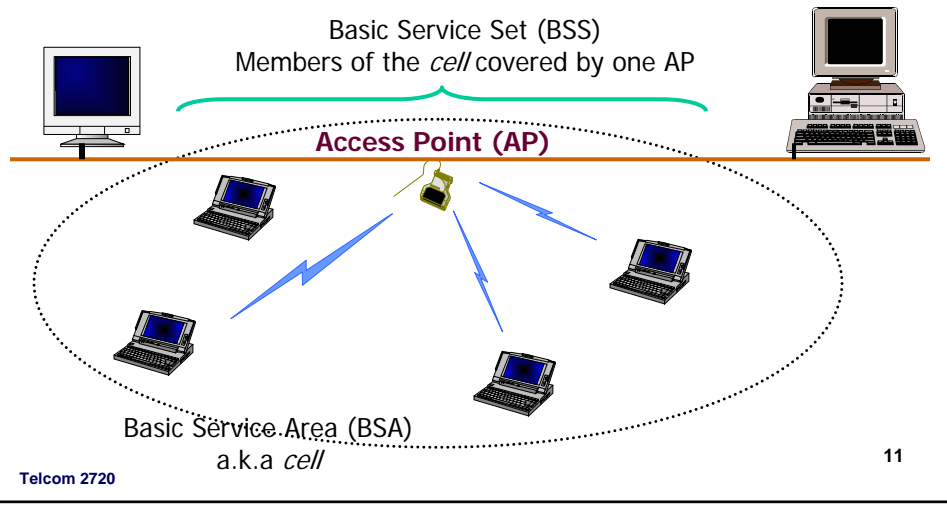 Basic Service Set (BSS)
Members of the cell covered by one AP
Access Point (AP)
Basic Service Area (BSA)
a.k.a cell
11
Telcom 2720